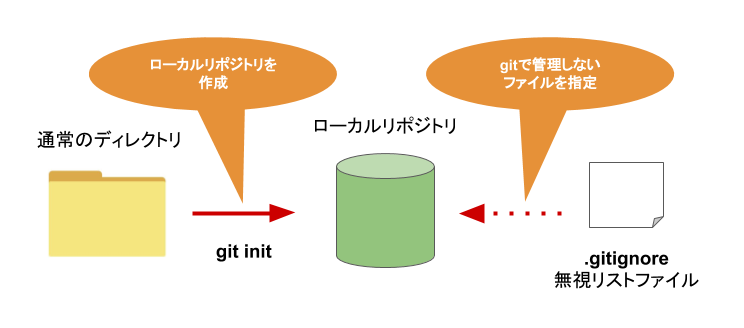 ローカルリポジトリを
作成
gitで管理しない
ファイルを指定
通常のディレクトリ
ローカルリポジトリ
git init
.gitignore
無視リストファイル